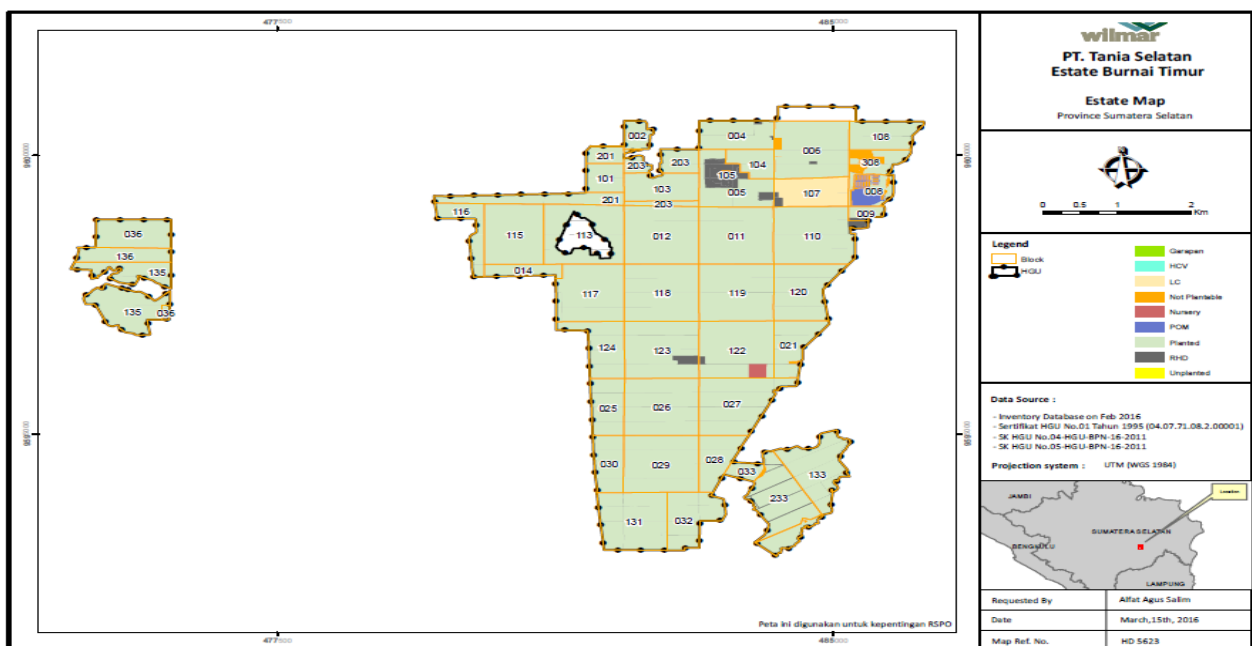 477500
485000
wilmar
PT. Tania Selatan
Estate Burnai Timur
Estate Map
Province Sumatera Selatan
0 0.5 1 2
Km
Legend
Block
HGU
Garapan
HCV
LC
Not Plantable
Nursery
POM
Planted
RHD
Unplanted
Data Source :
- Inventory Database on Feb 2016
- Sertifikat HGU No.01 Tahun 1995 (04.07.71.08.2.00001)
- SK HGU No.04-HGU-BPN-16-2011
- SK HGU No.05-HGU-BPN-16-2011
Projection system : UTM (WGS 1984)
Location
JAMBI
SUMATERA SELATAN
BENGKULU
LAMPUNG
Requested By Alfat Agus Salim
Date March,15th, 2016
Map Ref. No. HD 5623
002
004
006
108
201
203
203
104
308
101
103
105
005
107
008
201
203
009
116
115
113
012
011
110
014
117
118
119
120
124
123
122
021
025
026
027
030
029
028
033
133
233
131
032
036
136
135
135
036
Peta ini digunakan untuk kepentingan RSPO
477500
485000